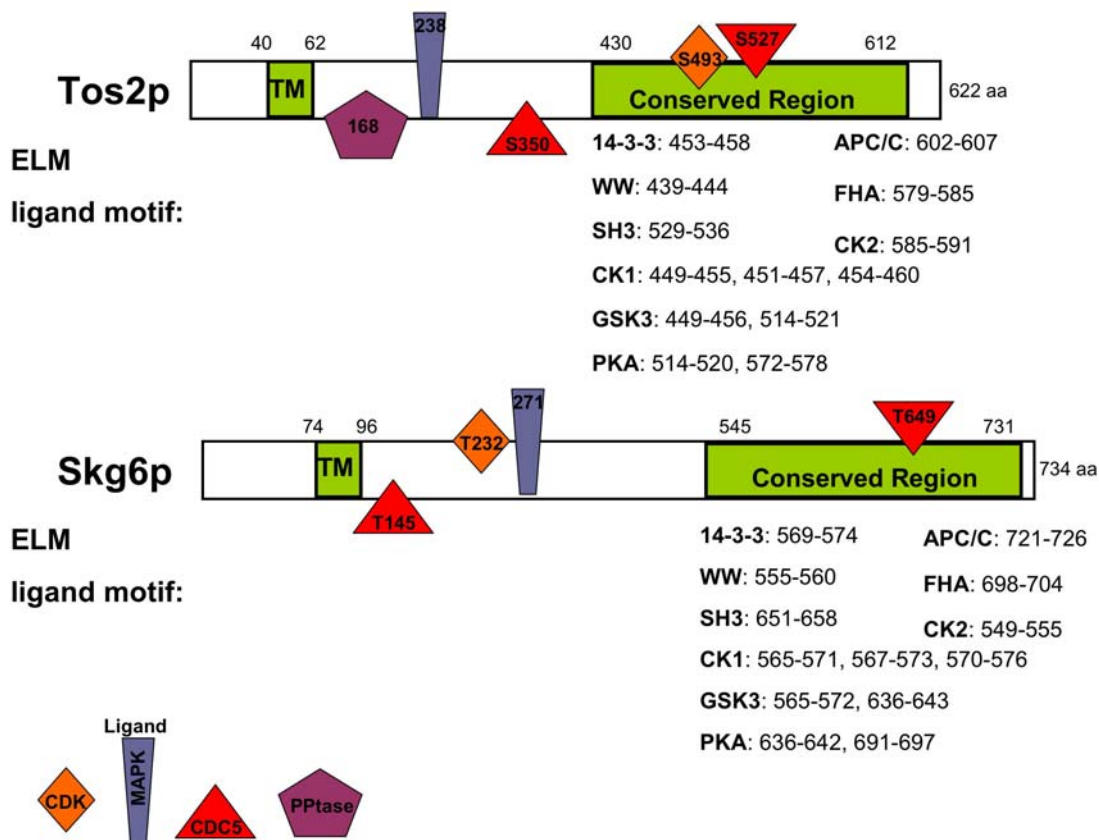 40 62 238 430 S493 S527 612
Tos2p TM 168 S350 Conserved Region 622 aa
ELM
ligand motif:
14-3-3: 453-458 APC/C: 602-607
WW: 439-444 FHA: 579-585
SH3: 529-536 CK2: 585-591
CK1: 449-455, 451-457, 454-460
GSK3: 449-456, 514-521
PKA: 514-520, 572-578
74 96 T232 271 545 T649 731
Skg6p TM T145 Conserved Region 734 aa
ELM
ligand motif:
14-3-3: 569-574 APC/C: 721-726
WW: 555-560 FHA: 698-704
SH3: 651-658 CK2: 549-555
CK1: 565-571, 567-573, 570-576
GSK3: 565-572, 636-643
PKA: 636-642, 691-697
Ligand
CDK MAPK CDC5 PPtase